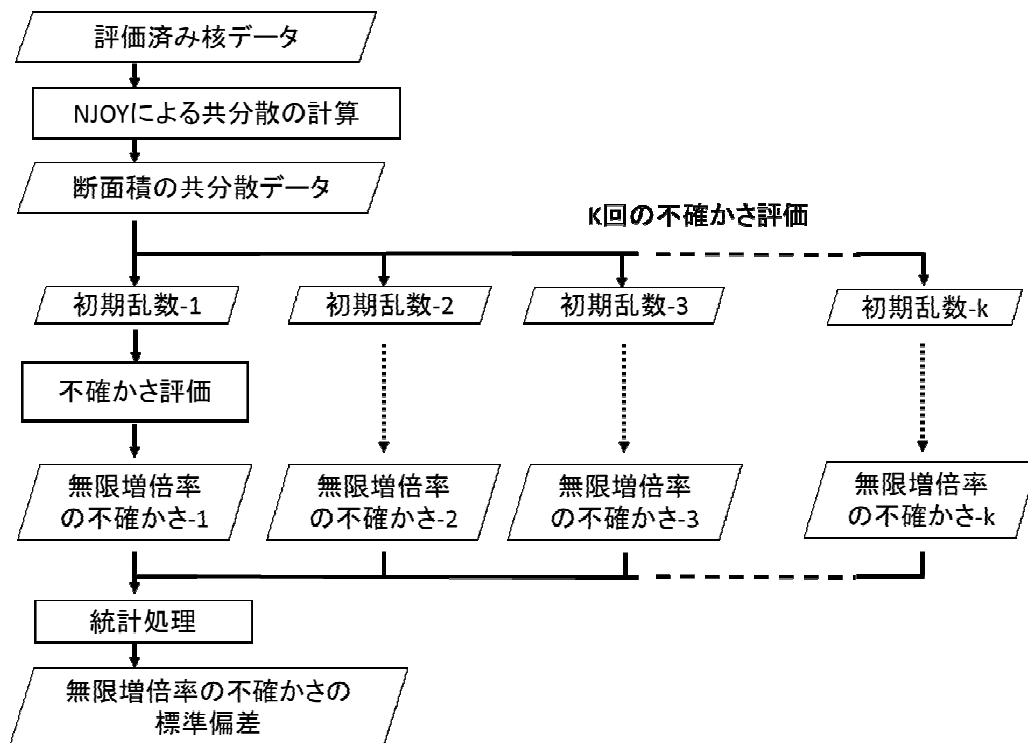 評価済み核データ
NJOYによる共分散の計算
断面積の共分散データ
K回の不確かさ評価
初期乱数-1
初期乱数-2
初期乱数-3
初期乱数-k
不確かさ評価
無限増倍率
の不確かさ-1
無限増倍率
の不確かさ-2
無限増倍率
の不確かさ-3
無限増倍率
の不確かさ-k
統計処理
無限増倍率の不確かさの
標準偏差